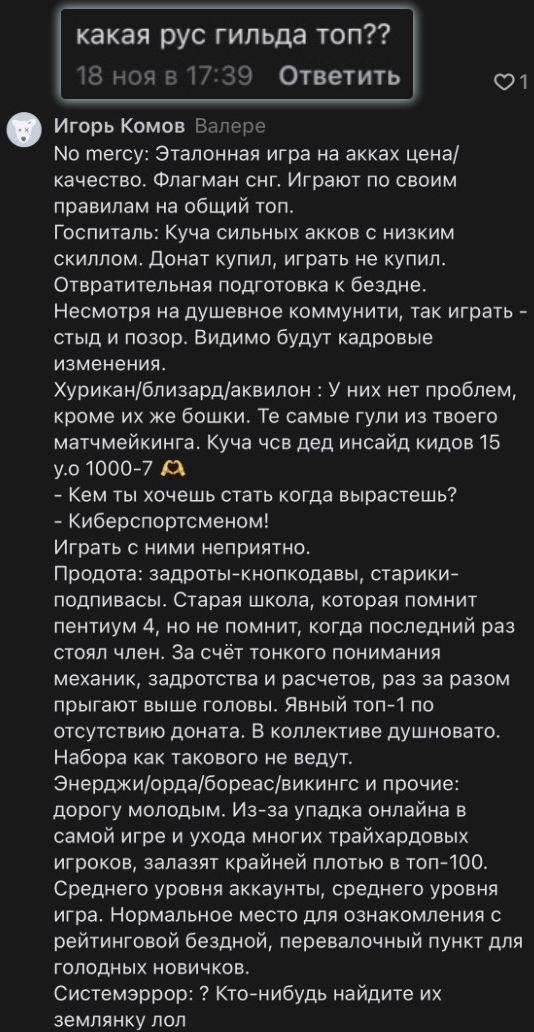 какая рус гильда топ??
18 ноя в 17:39 Ответить
1
Игорь Комов Валере
No mercy: Эталонная игра на акках цена/
качество. Флагман снг. Играют по своим
правилам на общий топ.
Госпиталь: Куча сильных акков с низким
скиллом. Донат купил, играть не купил.
Отвратительная подготовка к бездне.
Несмотря на душевное коммунити, так играть -
стыд и позор. Видимо будут кадровые
изменения.
Хурикан/близард/аквилон : У них нет проблем,
кроме их же бошки. Те самые гули из твоего
матчмейкинга. Куча чсв дед инсайд кидов 15
у.о 1000-7 🫶
- Кем ты хочешь стать когда вырастешь?
- Киберспортсменом!
Играть с ними неприятно.
Продота: задроты-кнопкодавы, старики-
подпивасы. Старая школа, которая помнит
пентиум 4, но не помнит, когда последний раз
стоял член. За счёт тонкого понимания
механик, задротства и расчетов, раз за разом
прыгают выше головы. Явный топ-1 по
отсутствию доната. В коллективе душновато.
Набора как такового не ведут.
Энерджи/орда/бореас/викингс и прочие:
дорогу молодым. Из-за упадка онлайна в
самой игре и ухода многих трайхардовых
игроков, залазят крайней плотью в топ-100.
Среднего уровня аккаунты, среднего уровня
игра. Нормальное место для ознакомления с
рейтинговой бездной, перевалочный пункт для
голодных новичков.
Системэррор: ? Кто-нибудь найдите их
землянку лол